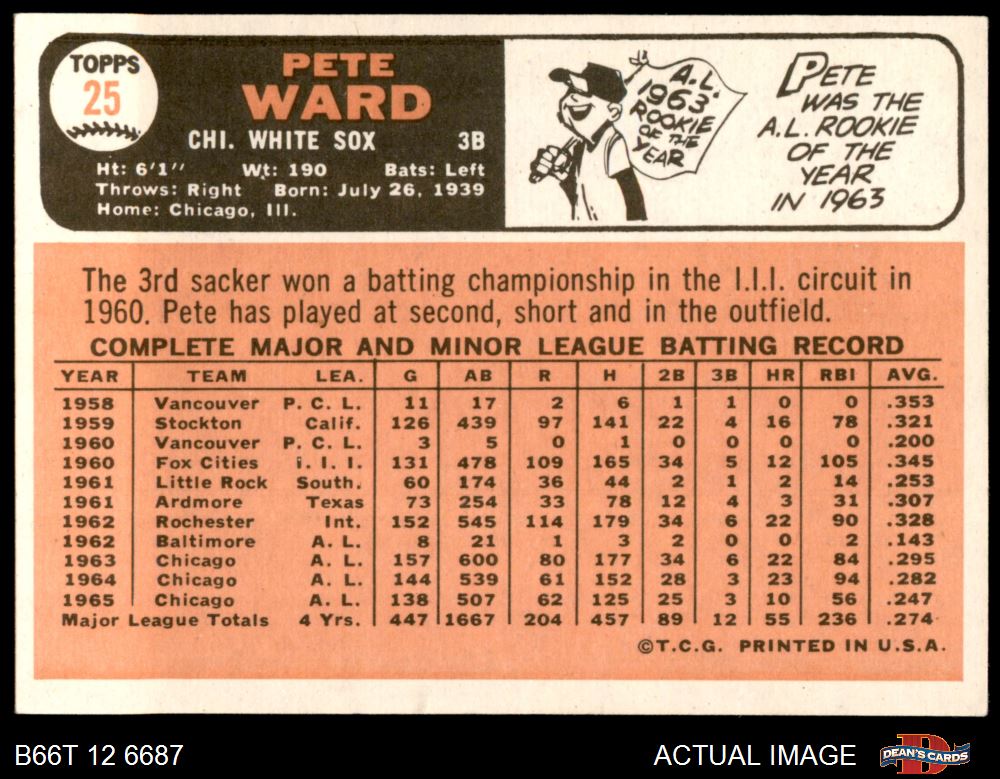 TOPPS
25
PETE
WARD
CHI. WHITE SOX 3B
Ht: 6'1" Wt: 190 Bats: Left
Throws: Right Born: July 26, 1939
Home: Chicago, Ill.
A.L.
1963
ROOKIE
OF THE
YEAR
PETE
WAS THE
A.L. ROOKIE
OF THE
YEAR
IN 1963
The 3rd sacker won a batting championship in the I.I.I. circuit in
1960. Pete has played at second, short and in the outfield.
COMPLETE MAJOR AND MINOR LEAGUE BATTING RECORD
YEAR TEAM LEA. G AB R H 2B 3B HR RBI AVG.
1958 Vancouver P. C. L. 11 17 2 6 1 1 0 0 .353
1959 Stockton Calif. 126 439 97 141 22 4 16 78 .321
1960 Vancouver P. C. L. 3 5 0 1 0 0 0 0 .200
1960 Fox Cities I. I. I. 131 478 109 165 34 5 12 105 .345
1961 Little Rock South. 60 174 36 44 2 1 2 14 .253
1961 Ardmore Texas 73 254 33 78 12 4 3 31 .307
1962 Rochester Int. 152 545 114 179 34 6 22 90 .328
1962 Baltimore A. L. 8 21 1 3 2 0 0 2 .143
1963 Chicago A. L. 157 600 80 177 34 6 22 84 .295
1964 Chicago A. L. 144 539 61 152 28 3 23 94 .282
1965 Chicago A. L. 138 507 62 125 25 3 10 56 .247
Major League Totals 4 Yrs. 447 1667 204 457 89 12 55 236 .274
©T.C.G. PRINTED IN U.S.A.
B66T 12 6687 ACTUAL IMAGE DEAN'S CARDS